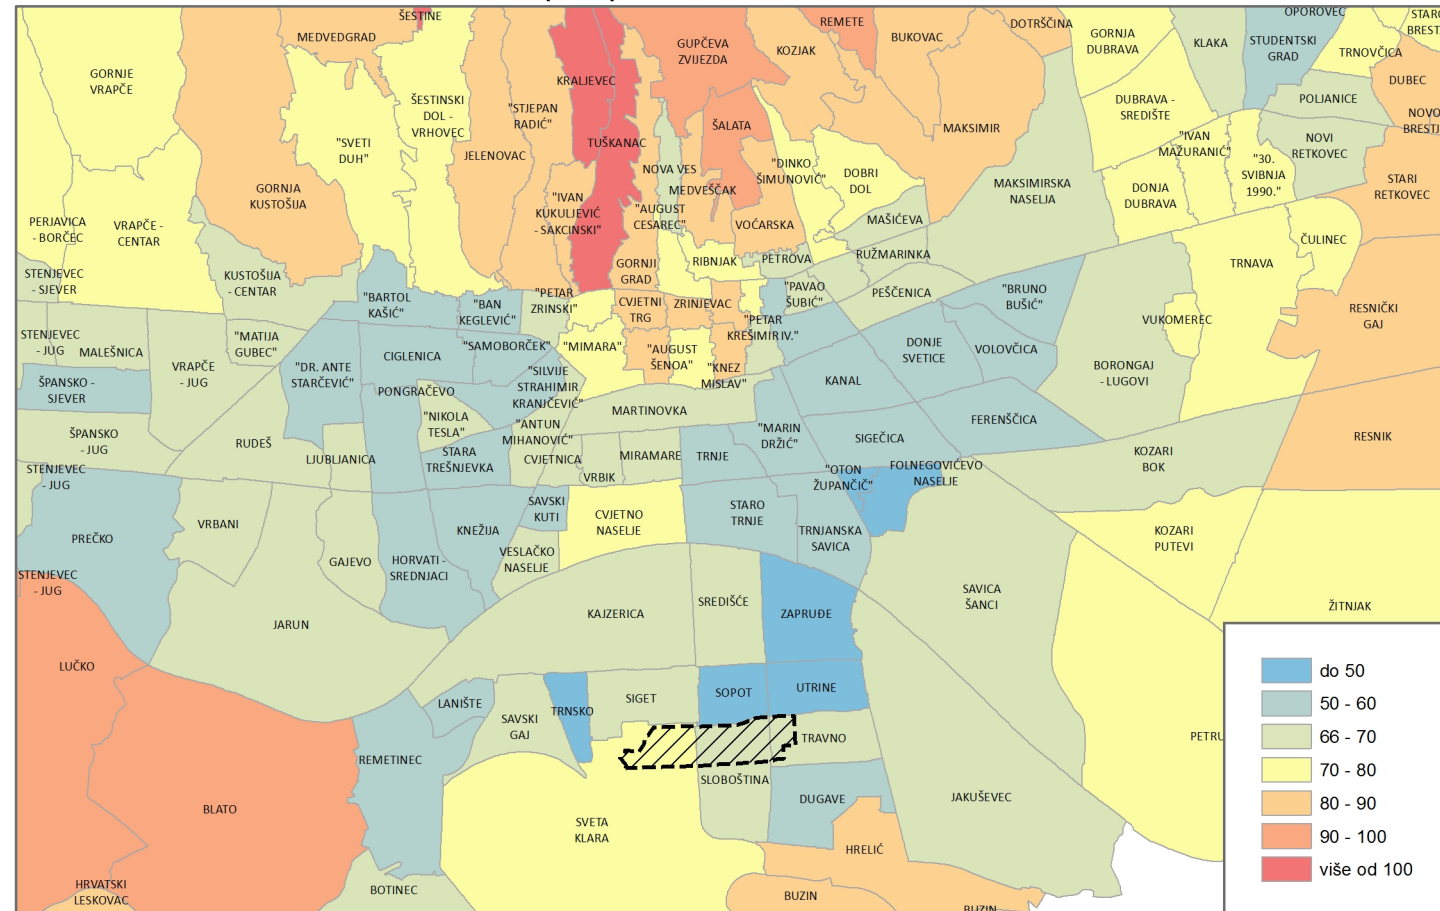 ŠESTINE
MEDVEDGRAD
GUPČEVA
ZVIJEZDA
REMETE
BUKOVAC
DOTRŠČINA
GORNJA
DUBRAVA
KLAKA
OPOROVEC
STUDENTSKI
GRAD
TRNOVČICA
DUBEC
GORNJE
VRAPČE
KRALJEVEC
KOZJAK
POLJANICE
ŠESTINSKI
DOL -
VRHOVEC
"STJEPAN
RADIĆ"
DUBRAVA -
SREDIŠTE
NOVO
ŠALATA
MAKSIMIR
"SVETI
DUH"
JELENOVAC
TUŠKANAC
"IVAN
MAŽURANIĆ"
NOVI
RETKOVEC
NOVA VES
"DINKO
ŠIMUNOVIĆ"
DOBRI
DOL
"30.
SVIBNJA
1990."
STARI
RETKOVEC
GORNJA
KUSTOŠIJA
MEDVEŠČAK
MAKSIMIRSKA
NASELJA
DONJA
DUBRAVA
"IVAN
KUKULJEVIĆ
- SAKCINSKI"
"AUGUST
CESAREC"
VOĆARSKA
MAŠIĆEVA
PERJAVICA
- BORČEC
VRAPČE -
CENTAR
ČULINEC
RUŽMARINKA
PETROVA
RIBNJAK
GORNJI
GRAD
TRNAVA
STENJEVEC
- SJEVER
KUSTOŠIJA
- CENTAR
"BARTOL
KAŠIĆ"
"BAN
KEGLEVIĆ"
"PETAR
ZRINSKI"
CVJETNI
TRG
ZRINJEVAC
"PAVAO
ŠUBIĆ"
PEŠČENICA
"BRUNO
BUŠIĆ"
RESNIČKI
GAJ
VUKOMEREC
"PETAR
KREŠIMIR IV."
STENJEVEC
- JUG
MALEŠNICA
"MATIJA
GUBEC"
"SAMOBORČEK"
"MIMARA"
"AUGUST
ŠENOA"
"KNEZ
MISLAV"
DONJE
SVETICE
VOLOVČICA
CIGLENICA
VRAPČE
- JUG
"DR. ANTE
STARČEVIĆ"
BORONGAJ
- LUGOVI
KANAL
ŠPANSKO -
SJEVER
PONGRAČEVO
"SILVIJE
STRAHIMIR
KRANJČEVIĆ"
MARTINOVKA
FERENŠČICA
"NIKOLA
TESLA"
"ANTUN
MIHANOVIĆ"
"MARIN
DRŽIĆ"
SIGEČICA
RESNIK
ŠPANSKO
- JUG
RUDEŠ
LJUBLJANICA
STARA
TREŠNJEVKA
CVJETNICA
VRBIK
MIRAMARE
TRNJE
KOZARI
BOK
STENJEVEC
- JUG
"OTON
ŽUPANČIČ"
FOLNEGOVIĆEVO
NASELJE
VRBANI
KNEŽIJA
SAVSKI
KUTI
CVJETNO
NASELJE
STARO
TRNJE
TRNJANSKA
SAVICA
KOZARI
PUTEVI
PREČKO
GAJEVO
HORVATI -
SREDNJACI
VESLAČKO
NASELJE
STENJEVEC
- JUG
SAVICA
ŠANCI
ŽITNJAK
JARUN
KAJZERICA
SREDIŠĆE
ZAPRUĐE
LUČKO
LANIŠTE
SAVSKI
GAJ
TRNSKO
SIGET
SOPOT
UTRINE
TRAVNO
PETRU
REMETINEC
SLOBOŠTINA
DUGAVE
JAKUŠEVEC
BLATO
SVETA
KLARA
HRELIĆ
HRVATSKI
LESKOVAC
BOTINEC
BUZIN
BUZIN
do 50
50 - 60
66 - 70
70 - 80
80 - 90
90 - 100
više od 100